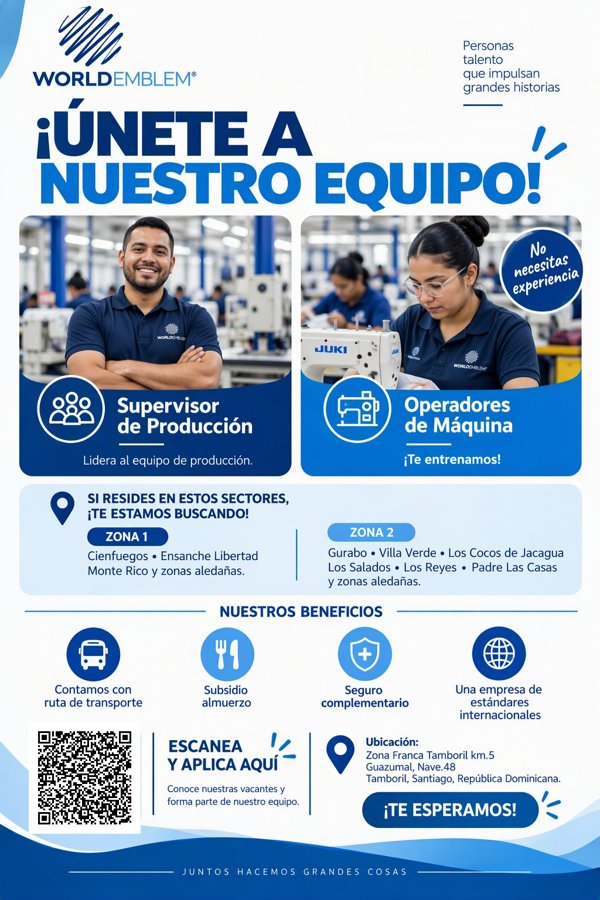 WORLDEMBLEM®
Personas
talento
que impulsan
grandes historias
¡ÚNETE A
NUESTRO EQUIPO!
No
necesitas
experiencia
WORLDEMBLEM
JUKI
WORLDEMBLEM
Supervisor
de Producción
Lidera al equipo de producción.
Operadores
de Máquina
¡Te entrenamos!
SI RESIDES EN ESTOS SECTORES,
¡TE ESTAMOS BUSCANDO!
ZONA 1
Cienfuegos • Ensanche Libertad
Monte Rico y zonas aledañas.
ZONA 2
Gurabo • Villa Verde • Los Cocos de Jacagua
Los Salados • Los Reyes • Padre Las Casas
y zonas aledañas.
NUESTROS BENEFICIOS
Contamos con
ruta de transporte
Subsidio
almuerzo
Seguro
complementario
Una empresa de
estándares
internacionales
ESCANEA
Y APLICA AQUÍ
Conoce nuestras vacantes y
forma parte de nuestro equipo.
Ubicación:
Zona Franca Tamboril km.5
Guazumal, Nave.48
Tamboril, Santiago, República Dominicana.
¡TE ESPERAMOS!
JUNTOS HACEMOS GRANDES COSAS